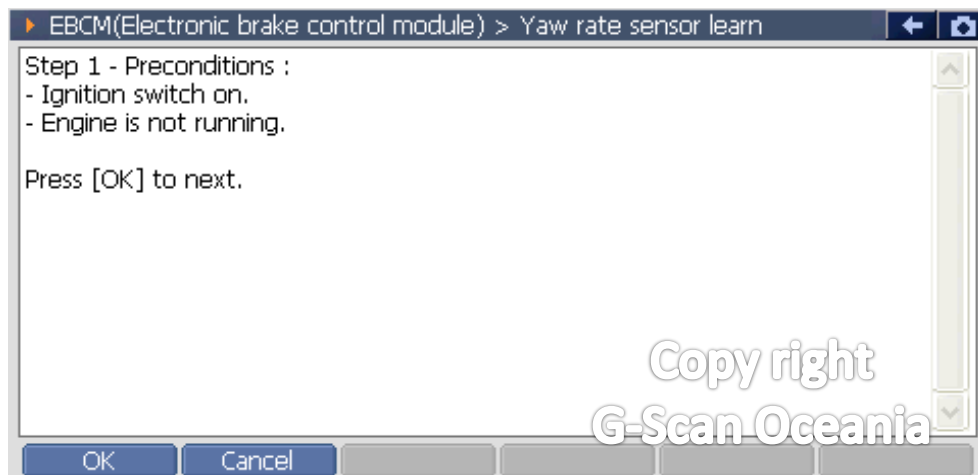 EBCM(Electronic brake control module) > Yaw rate sensor learn
Step 1 - Preconditions :
- Ignition switch on.
- Engine is not running.
Press [OK] to next.
Copy right
G-Scan Oceania
OK Cancel